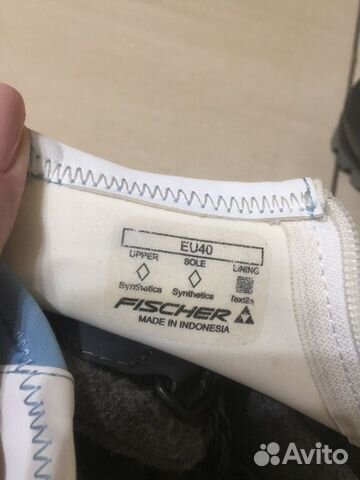 EU40
UPPER SOLE LINING
Synthetics Synthetics Textile
FISCHER
MADE IN INDONESIA
Avito